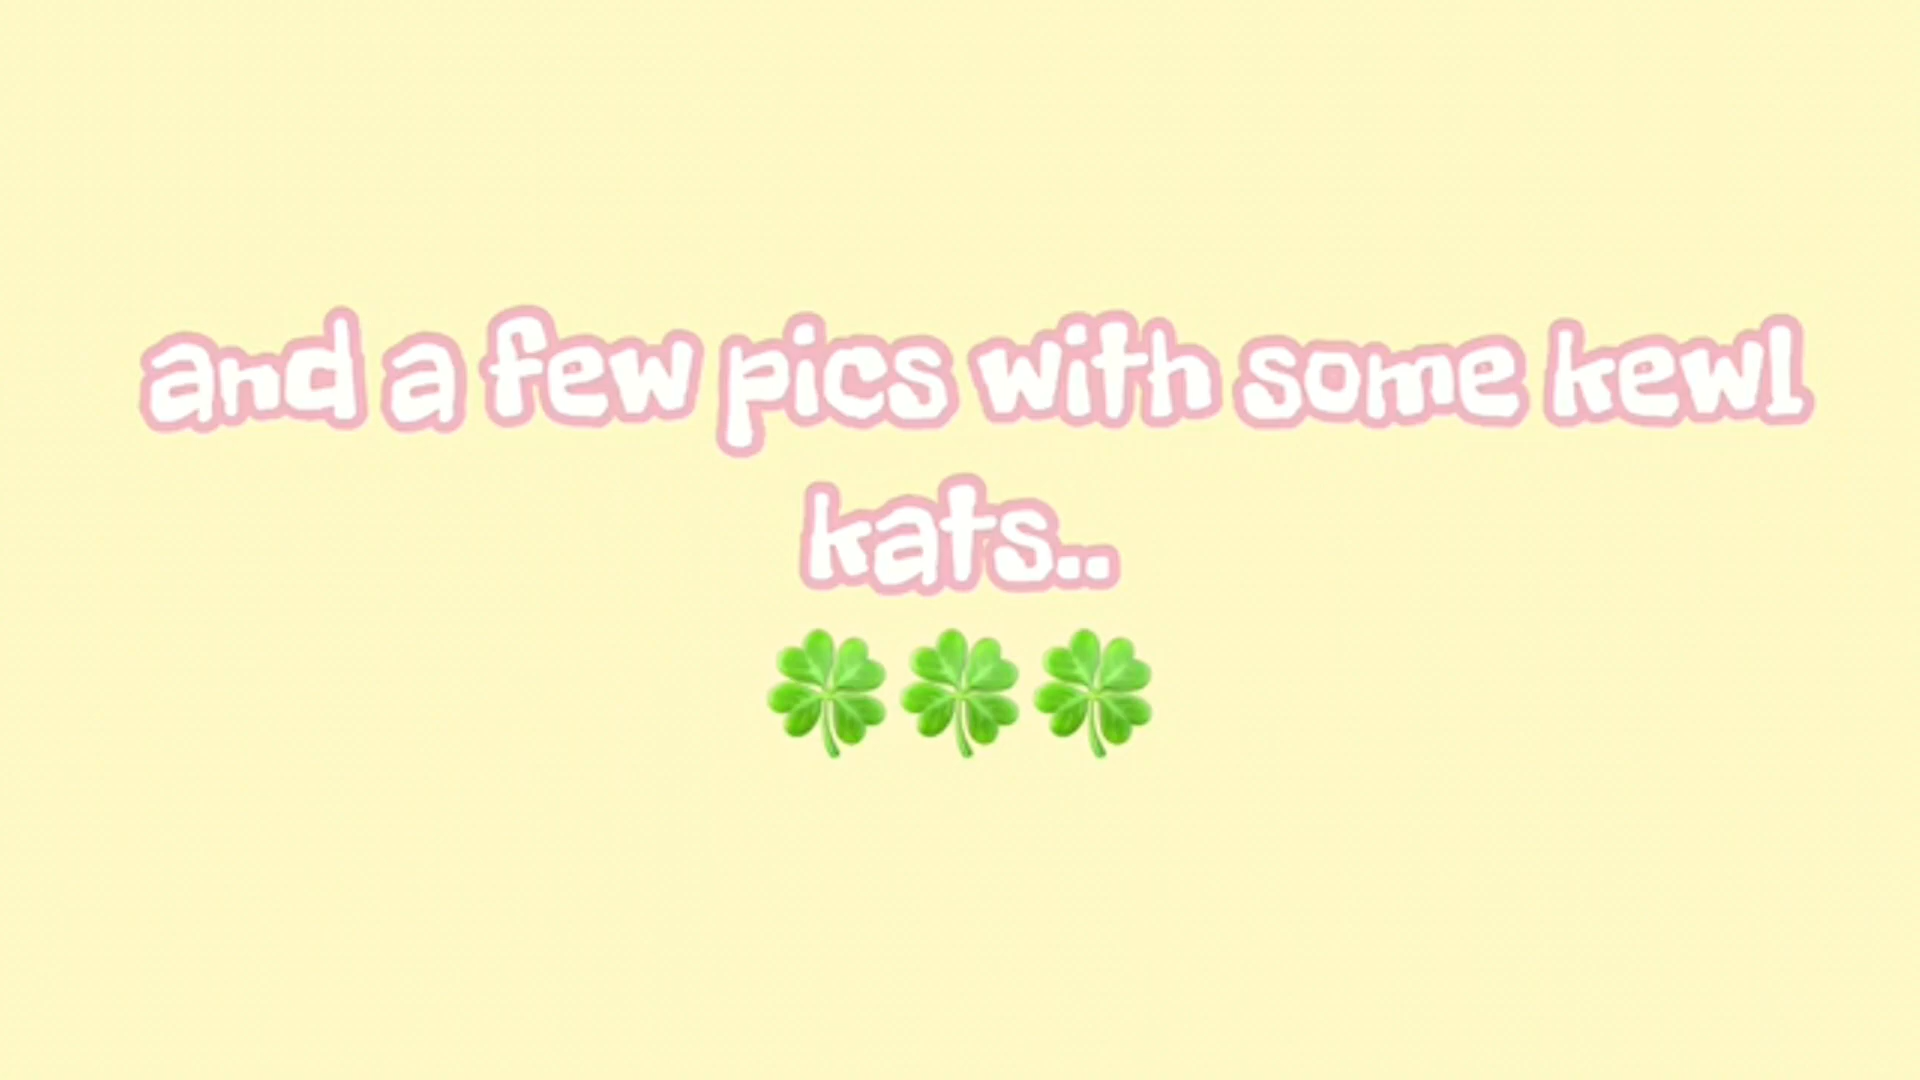 and a few pics with some kewl
kats..
🍀🍀🍀